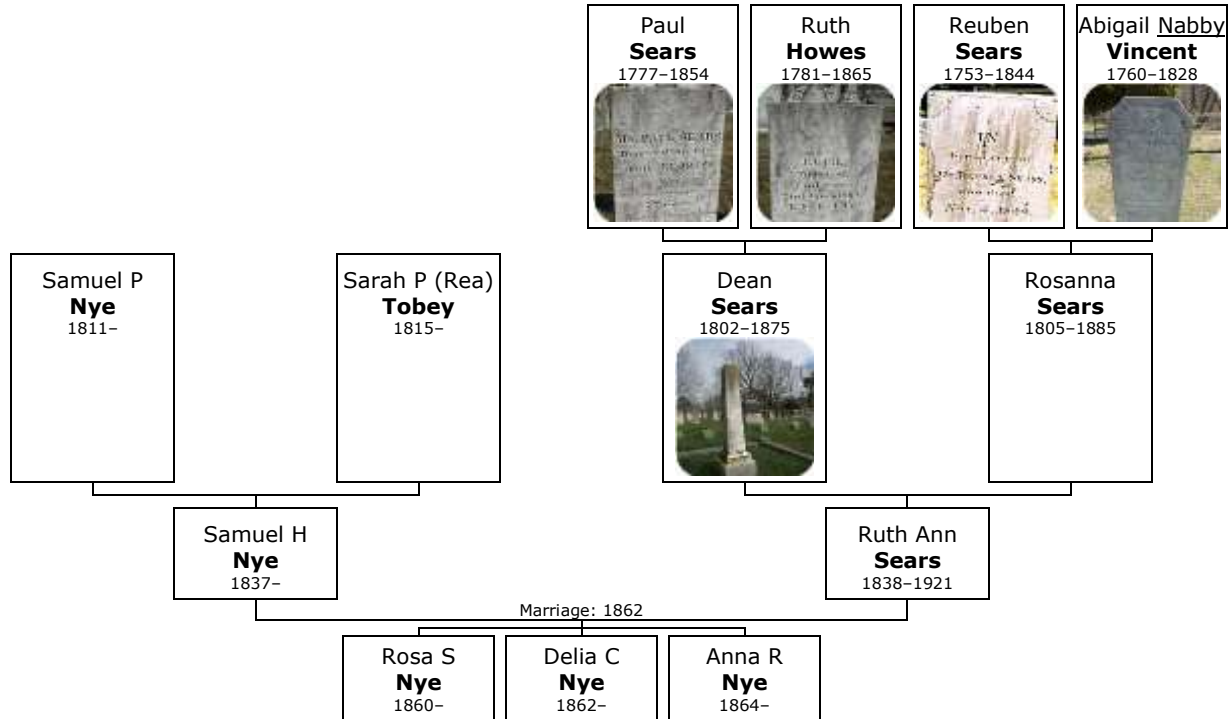 Paul
Sears
1777–1854
Ruth
Howes
1781–1865
Reuben
Sears
1753–1844
Abigail Nabby
Vincent
1760–1828
Samuel P
Nye
1811–
Sarah P (Rea)
Tobey
1815–
Dean
Sears
1802–1875
Rosanna
Sears
1805–1885
Samuel H
Nye
1837–
Ruth Ann
Sears
1838–1921
Marriage: 1862
Rosa S
Nye
1860–
Delia C
Nye
1862–
Anna R
Nye
1864–